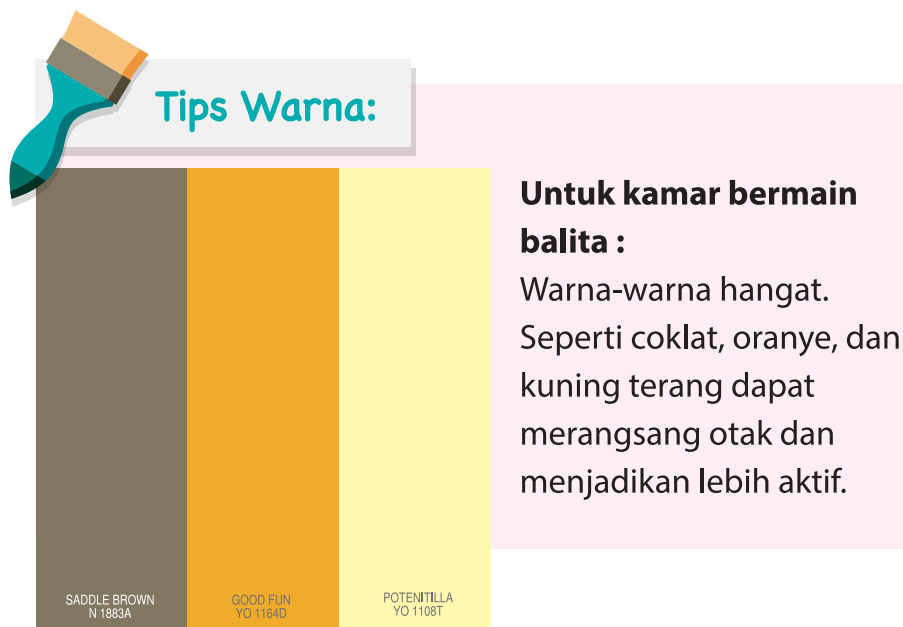 Tips Warna:
Untuk kamar bermain
balita :
Warna-warna hangat.
Seperti coklat, oranye, dan
kuning terang dapat
merangsang otak dan
menjadikan lebih aktif.
SADDLE BROWN
N 1883A
GOOD FUN
YO 1164D
POTENITILLA
YO 1108T